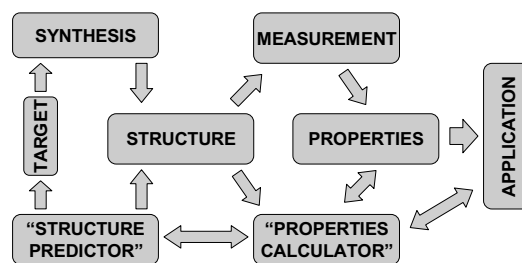 SYNTHESIS
MEASUREMENT
TARGET
STRUCTURE
PROPERTIES
APPLICATION
“STRUCTURE
PREDICTOR”
“PROPERTIES
CALCULATOR”